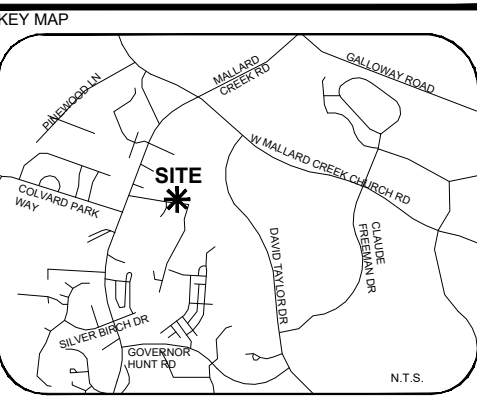 KEY MAP
MALLARD
CREEK RD
GALLOWAY ROAD
PINEWOOD LN
W MALLARD CREEK CHURCH RD
SITE
COLVARD PARK
WAY
DAVID TAYLOR DR
CLAUDE
FREEMAN DR
SILVER BIRCH DR
GOVERNOR
HUNT RD
N.T.S.